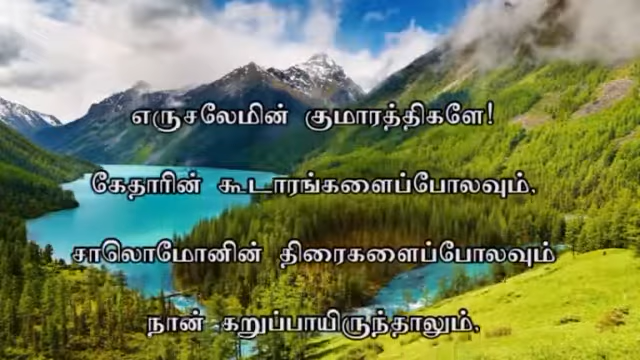 எருசலேமின் குமாரத்திகளே!
கேதாரின் கூடாரங்களைப்போலவும்,
சாலொமோனின் திரைகளைப்போலவும்
நான் கறுப்பாயிருந்தாலும்,